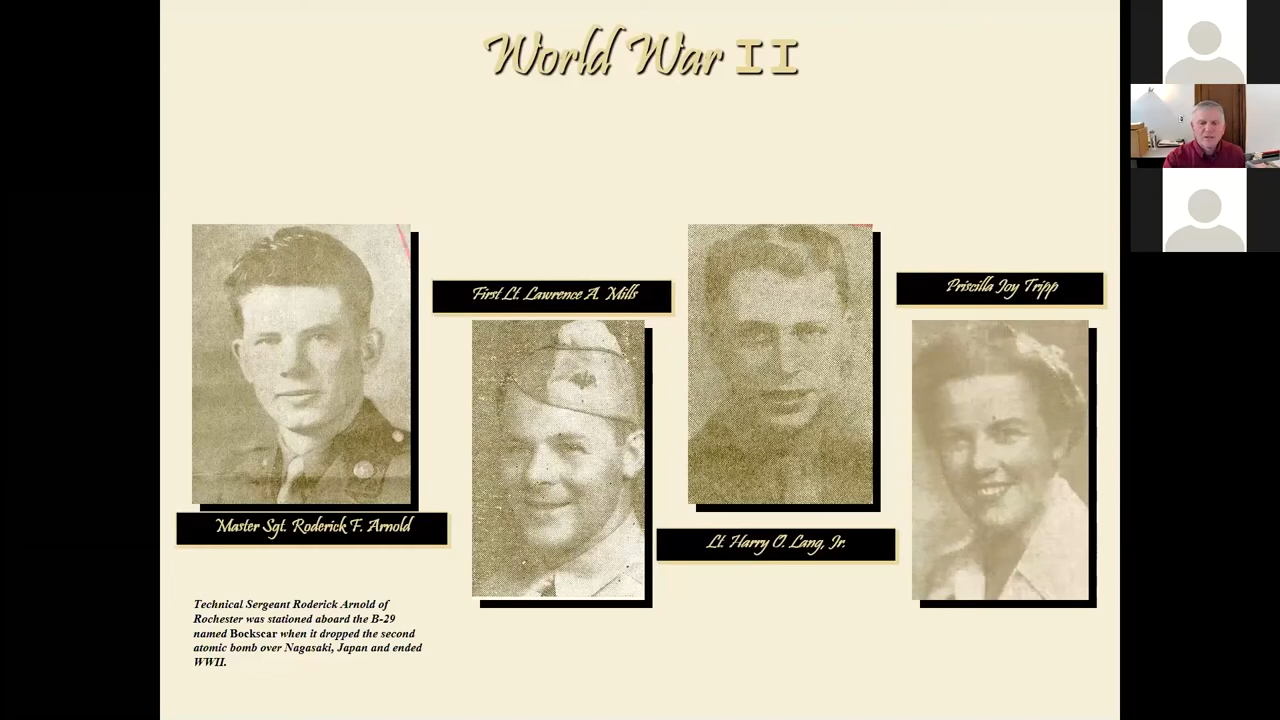 World War II
First Lt. Lawrence A. Mills
Priscilla Joy Tripp
Master Sgt. Roderick F. Arnold
Lt. Harry O. Lang, Jr.
Technical Sergeant Roderick Arnold of
Rochester was stationed aboard the B-29
named Bockscar when it dropped the second
atomic bomb over Nagasaki, Japan and ended
WWII.